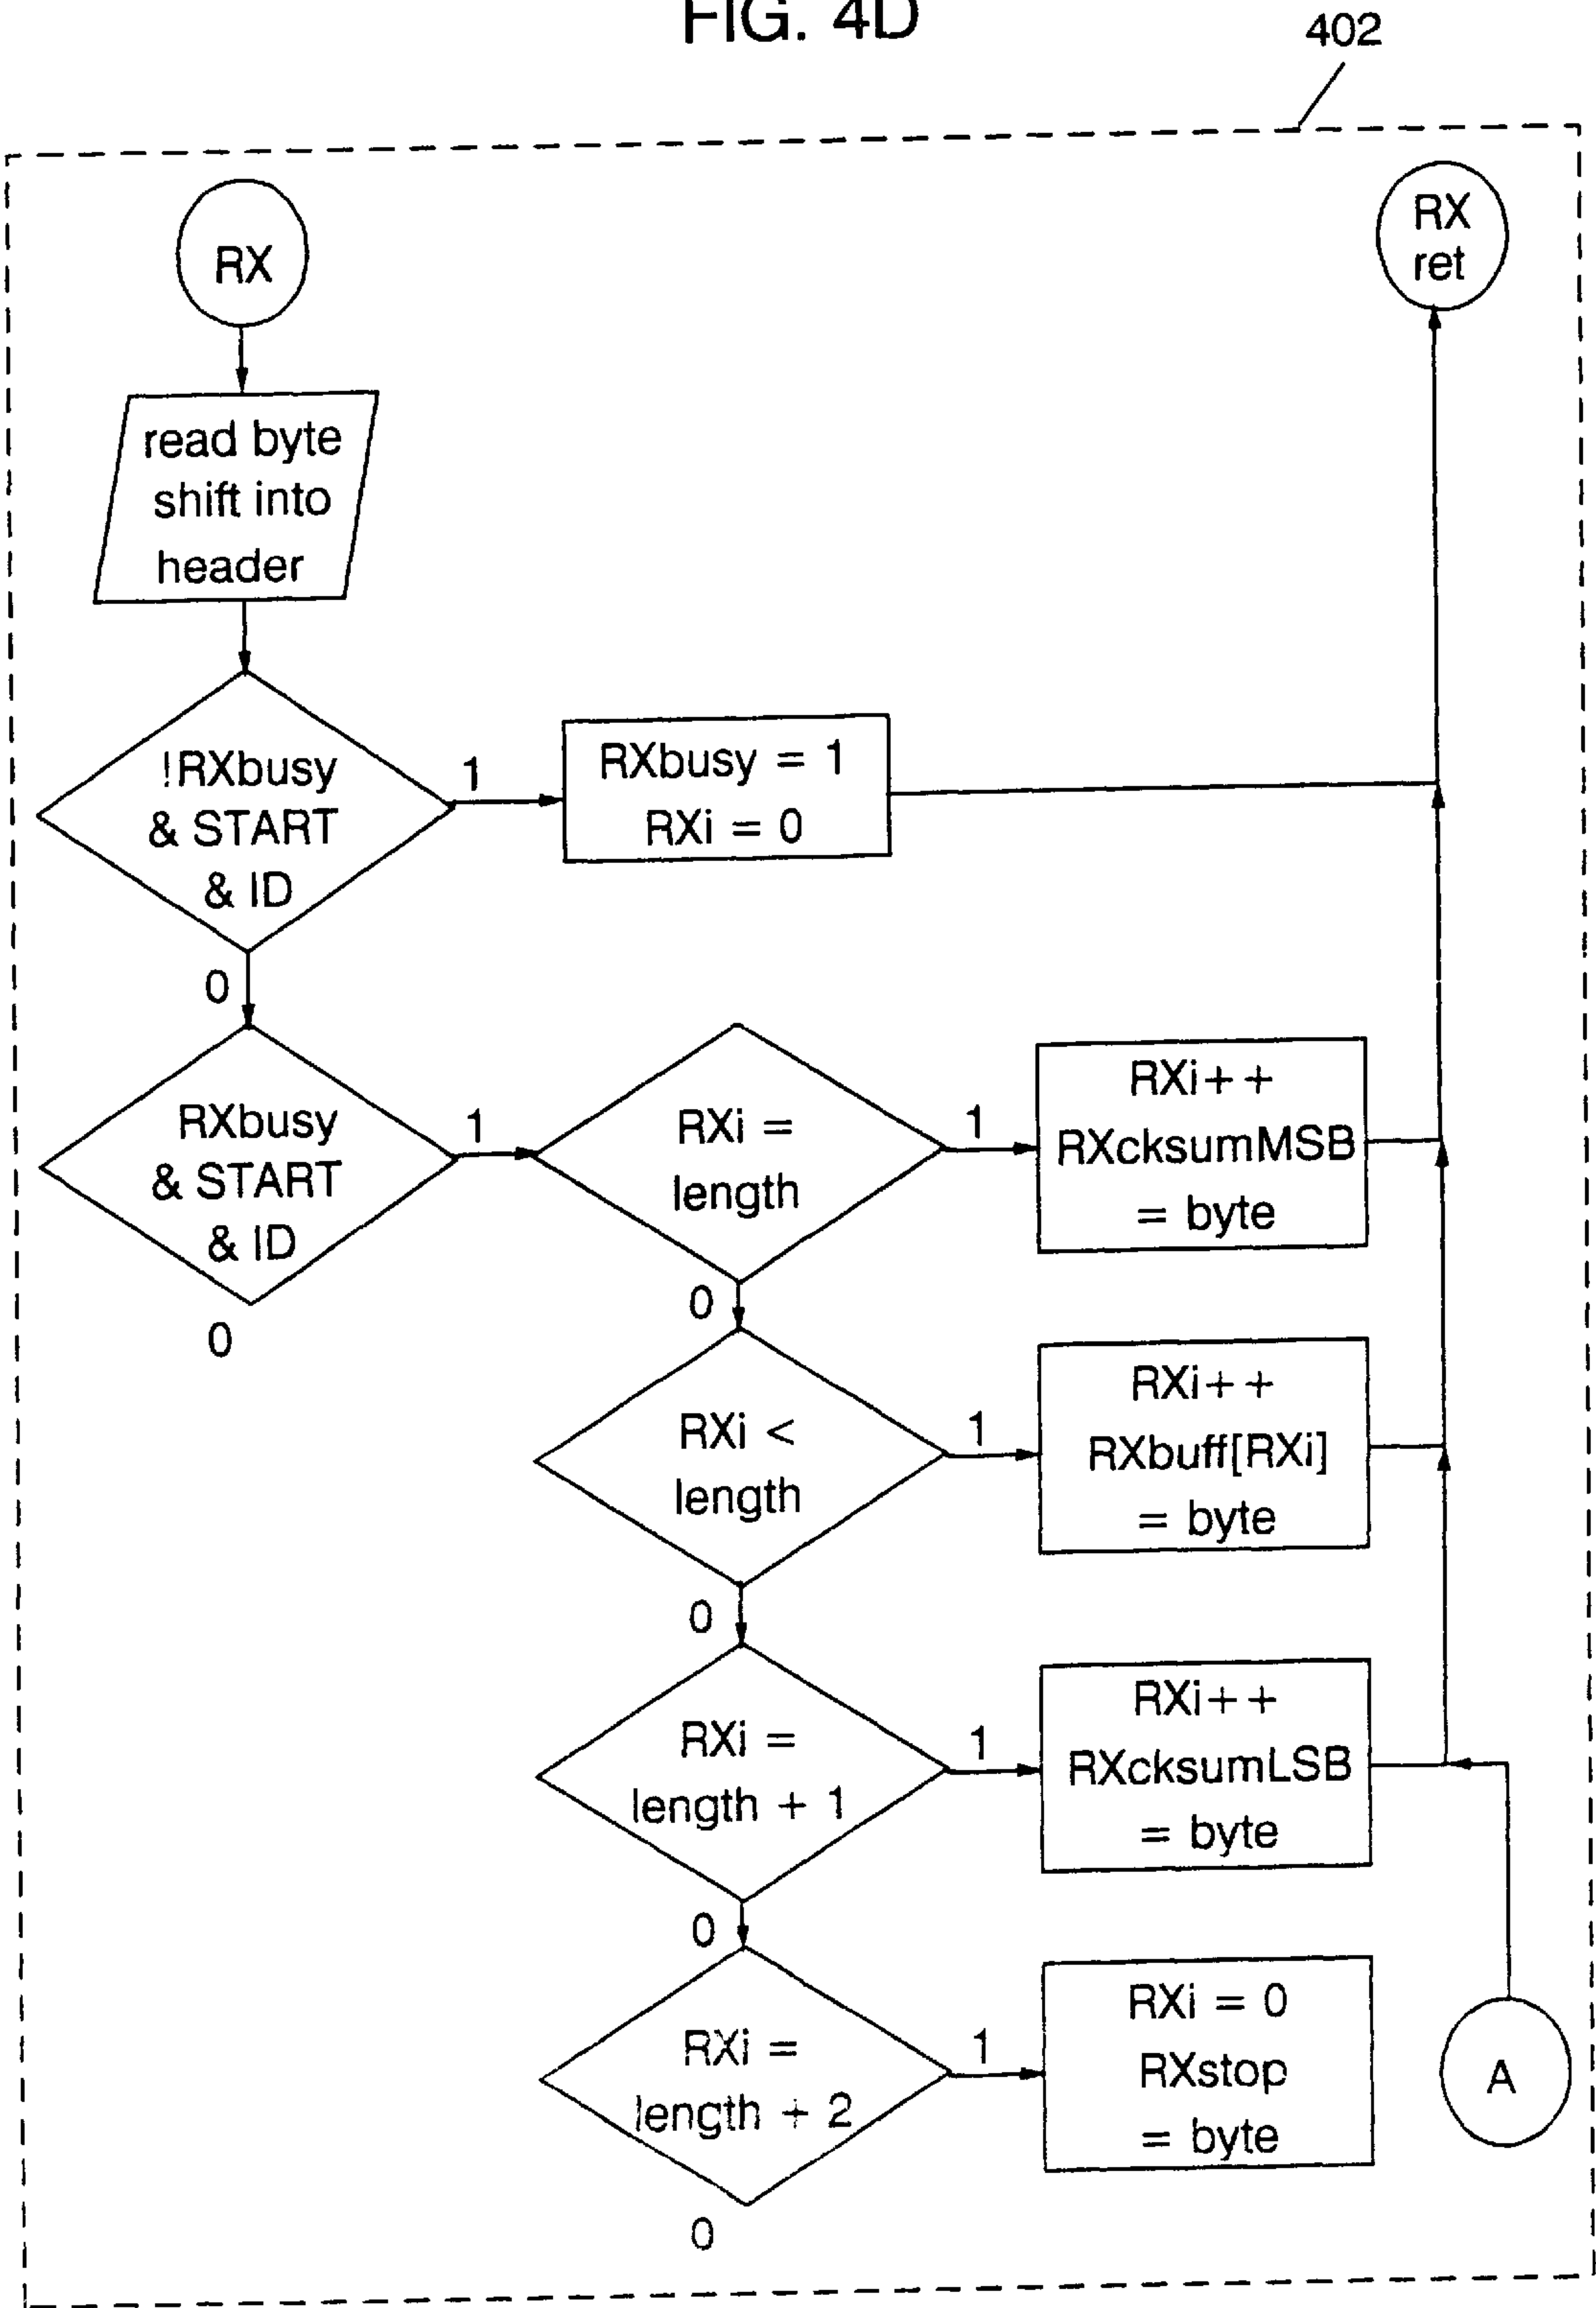 FIG. 4D
402
RX
RX
ret
read byte
shift into
header
!RXbusy
& START
& ID
1
RXbusy = 1
RXi = 0
0
RXbusy
& START
& ID
1
RXi =
length
1
RXi++
RXcksumMSB
= byte
0
0
RXi <
length
1
RXi++
RXbuff[RXi]
= byte
0
RXi =
length + 1
1
RXi++
RXcksumLSB
= byte
0
RXi =
length + 2
1
RXi = 0
RXstop
= byte
A
0